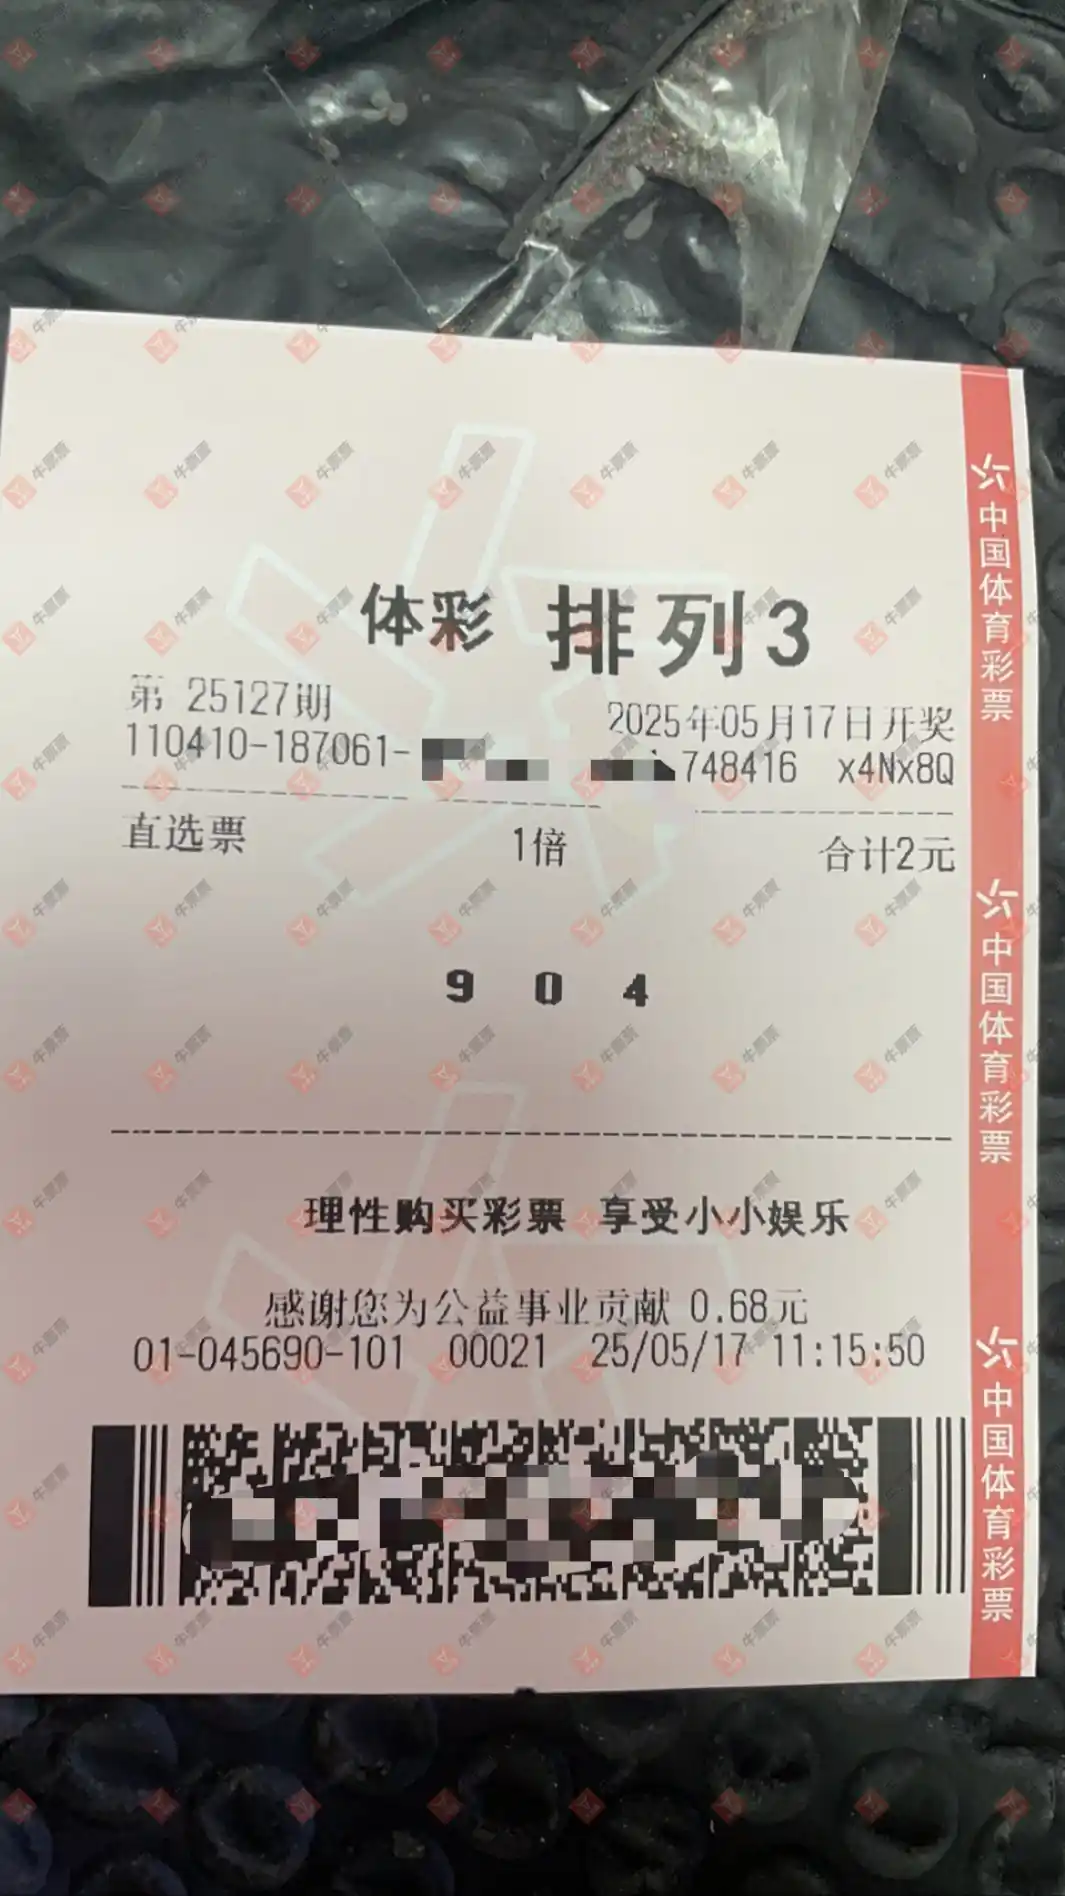 体彩 排列3
第 25127期
2025年05月17日开奖
110410-187061-
748416 x4Nx8Q
直选票 1倍 合计2元
9 0 4
理性购买彩票 享受小小娱乐
感谢您为公益事业贡献 0.68元
01-045690-101 00021 25/05/17 11:15:50
中国体育彩票
中国体育彩票
中国体育彩票